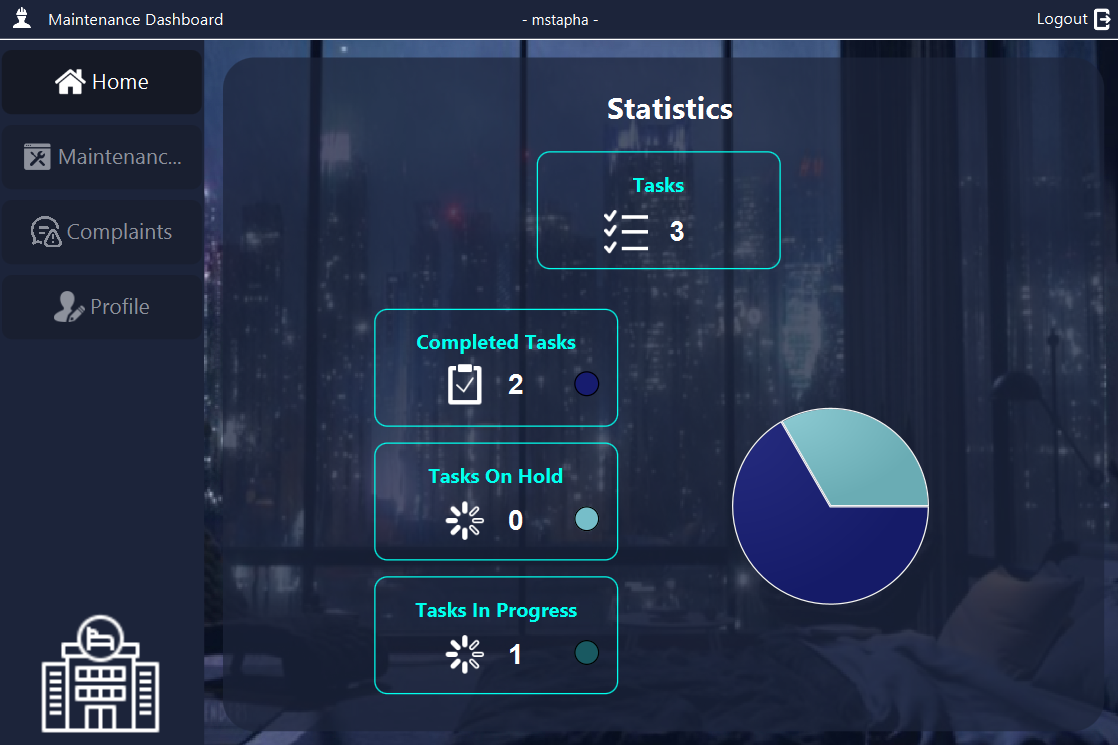 Maintenance Dashboard
- mstapha -
Logout
Home
Maintenanc...
Complaints
Profile
Statistics
Tasks
3
Completed Tasks
2
Tasks On Hold
0
Tasks In Progress
1